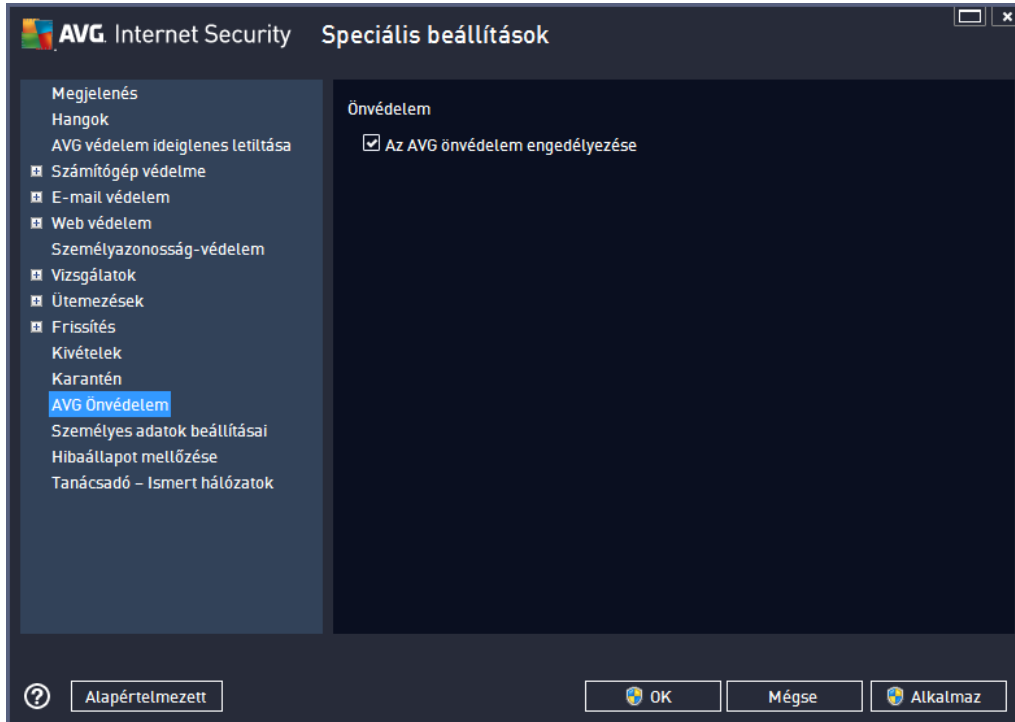 AVG. Internet Security Speciális beállítások
Megjelenés
Hangok
AVG védelem ideiglenes letiltása
Számítógép védelme
E-mail védelem
Web védelem
Személyazonosság-védelem
Vizsgálatok
Ütemezések
Frissítés
Kivételek
Karantén
AVG Önvédelem
Személyes adatok beállításai
Hibaállapot mellőzése
Tanácsadó – Ismert hálózatok
Önvédelem
Az AVG önvédelem engedélyezése
Alapértelmezett OK Mégse Alkalmaz